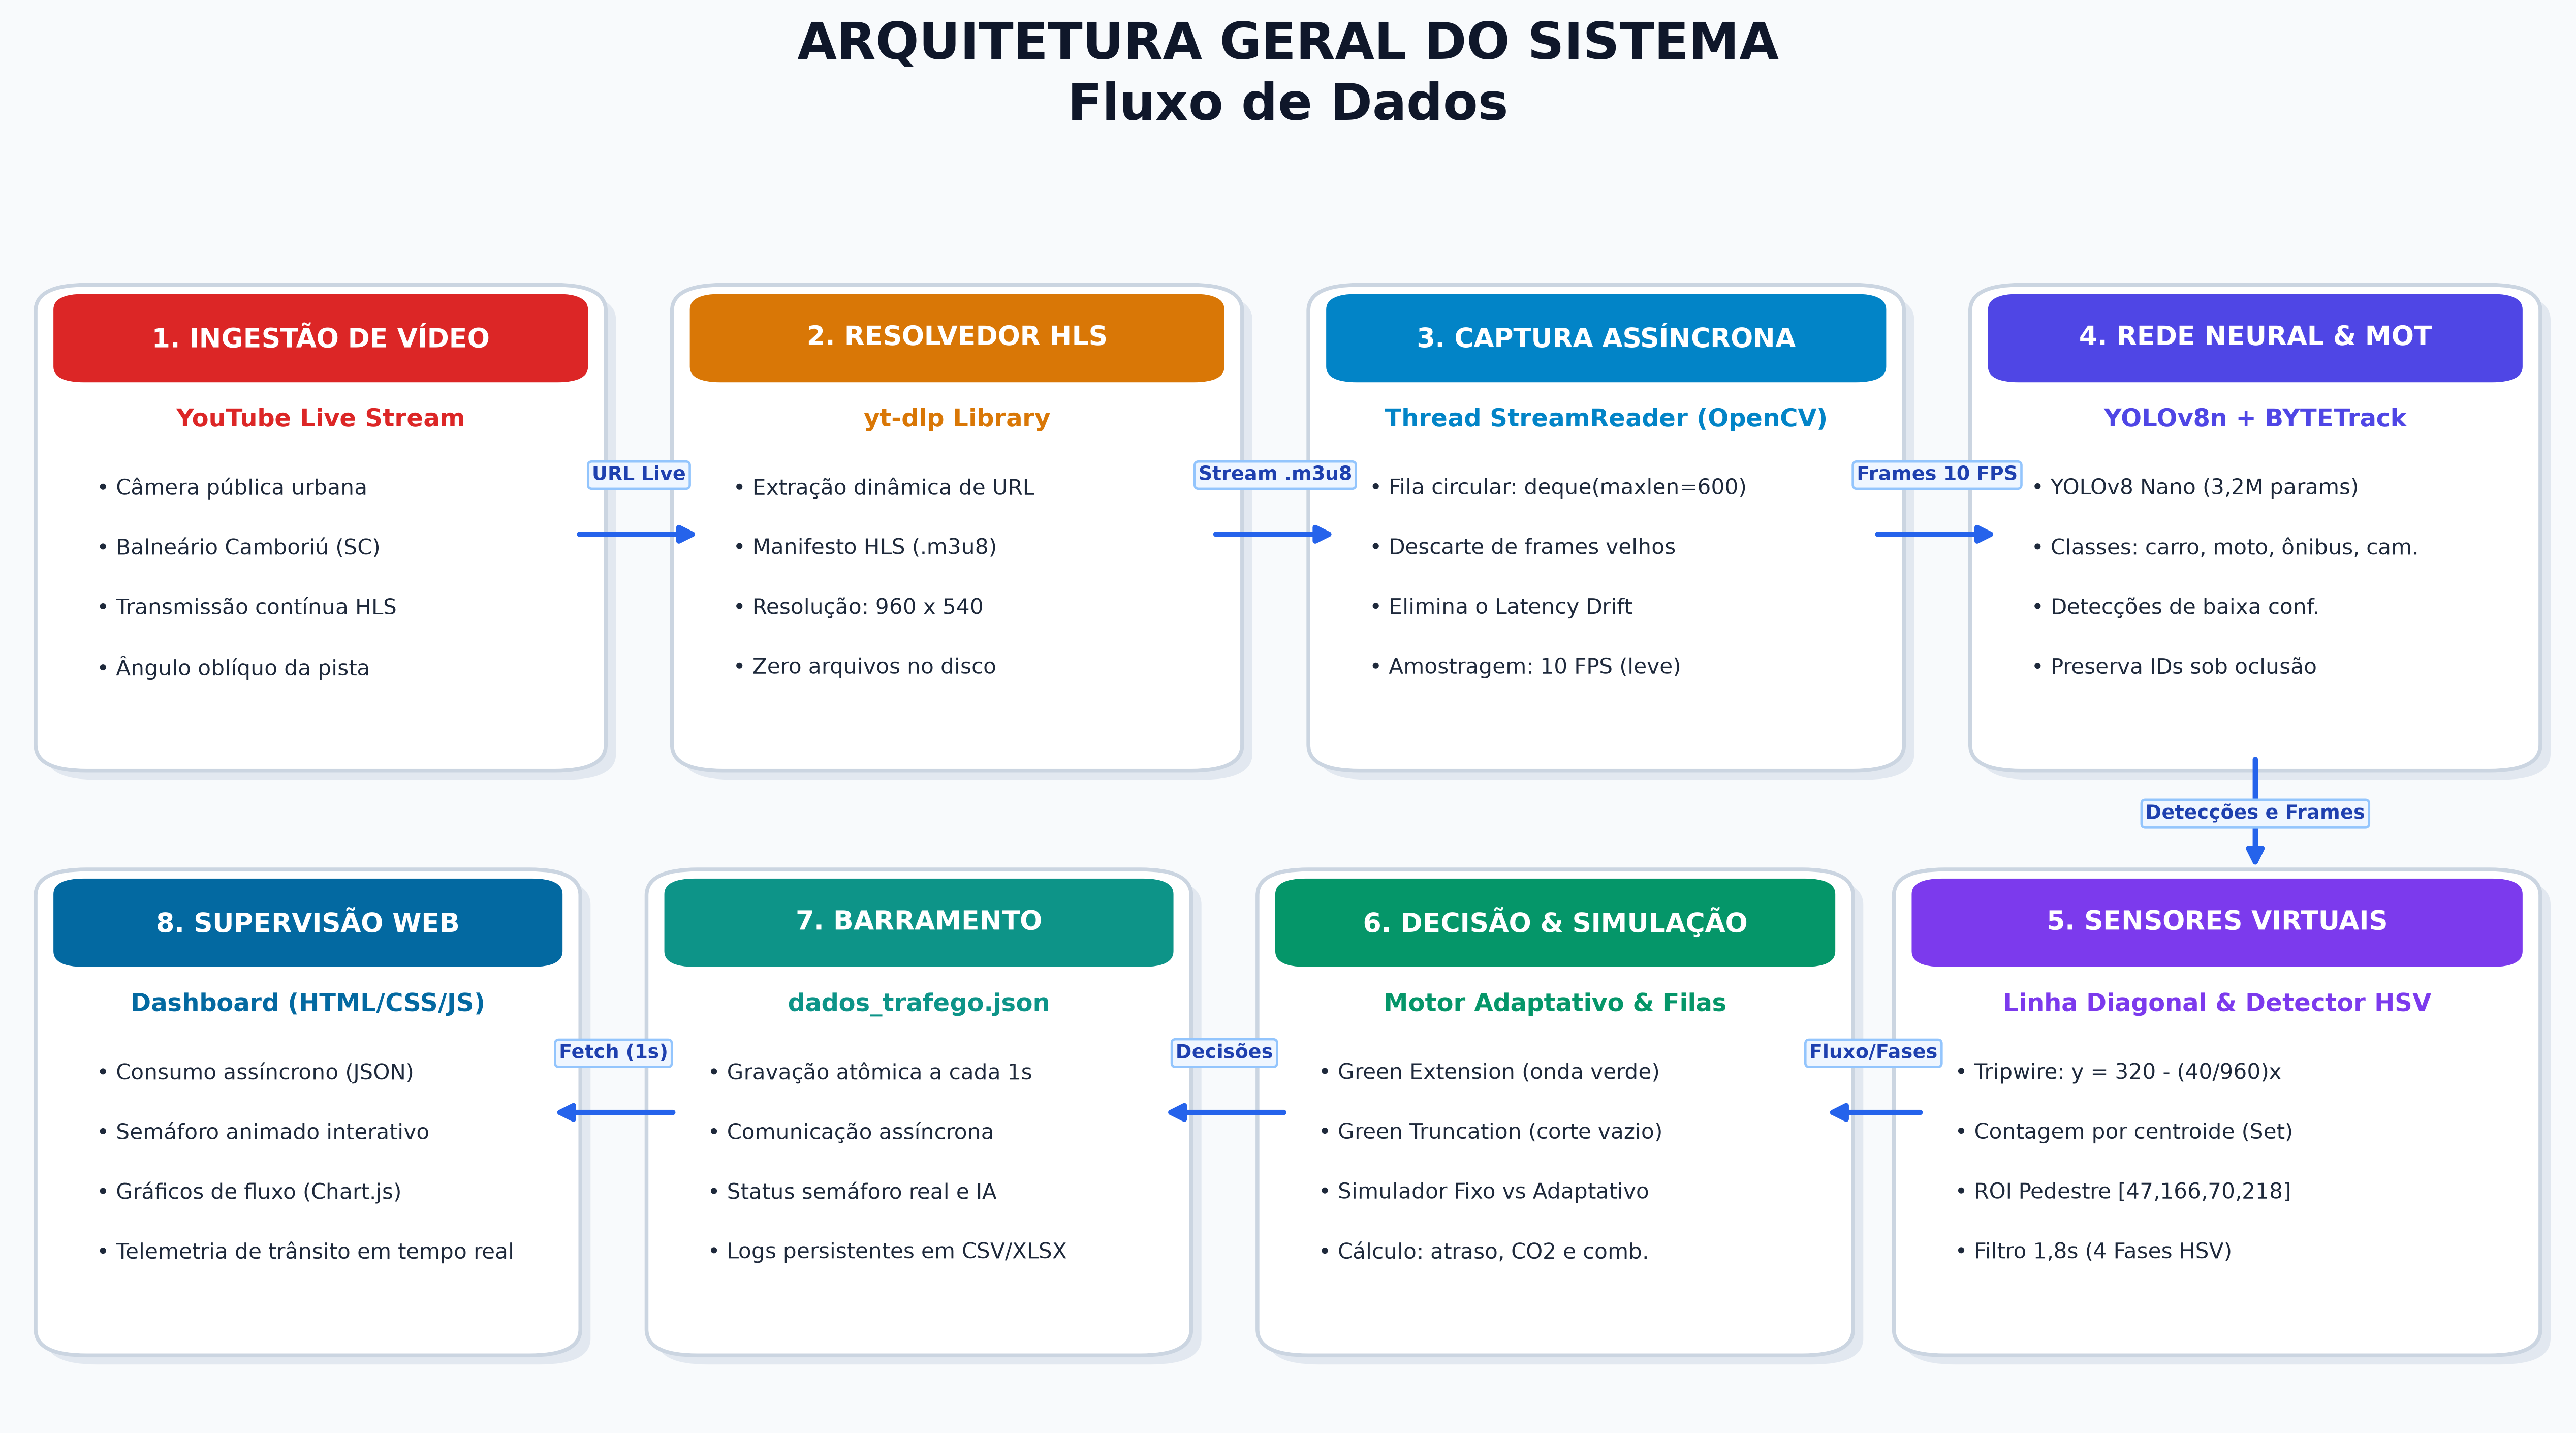 ARQUITETURA GERAL DO SISTEMA
Fluxo de Dados
1. INGESTÃO DE VÍDEO
YouTube Live Stream
• Câmera pública urbana
• Balneário Camboriú (SC)
• Transmissão contínua HLS
• Ângulo oblíquo da pista
URL Live
2. RESOLVEDOR HLS
yt-dlp Library
• Extração dinâmica de URL
• Manifesto HLS (.m3u8)
• Resolução: 960 x 540
• Zero arquivos no disco
Stream .m3u8
3. CAPTURA ASSÍNCRONA
Thread StreamReader (OpenCV)
• Fila circular: deque(maxlen=600)
• Descarte de frames velhos
• Elimina o Latency Drift
• Amostragem: 10 FPS (leve)
Frames 10 FPS
4. REDE NEURAL & MOT
YOLOv8n + BYTETrack
• YOLOv8 Nano (3,2M params)
• Classes: carro, moto, ônibus, cam.
• Detecções de baixa conf.
• Preserva IDs sob oclusão
Detecções e Frames
5. SENSORES VIRTUAIS
Linha Diagonal & Detector HSV
• Tripwire: y = 320 - (40/960)x
• Contagem por centroide (Set)
• ROI Pedestre [47,166,70,218]
• Filtro 1,8s (4 Fases HSV)
Fluxo/Fases
6. DECISÃO & SIMULAÇÃO
Motor Adaptativo & Filas
• Green Extension (onda verde)
• Green Truncation (corte vazio)
• Simulador Fixo vs Adaptativo
• Cálculo: atraso, CO2 e comb.
Decisões
7. BARRAMENTO
dados_trafego.json
• Gravação atômica a cada 1s
• Comunicação assíncrona
• Status semáforo real e IA
• Logs persistentes em CSV/XLSX
Fetch (1s)
8. SUPERVISÃO WEB
Dashboard (HTML/CSS/JS)
• Consumo assíncrono (JSON)
• Semáforo animado interativo
• Gráficos de fluxo (Chart.js)
• Telemetria de trânsito em tempo real